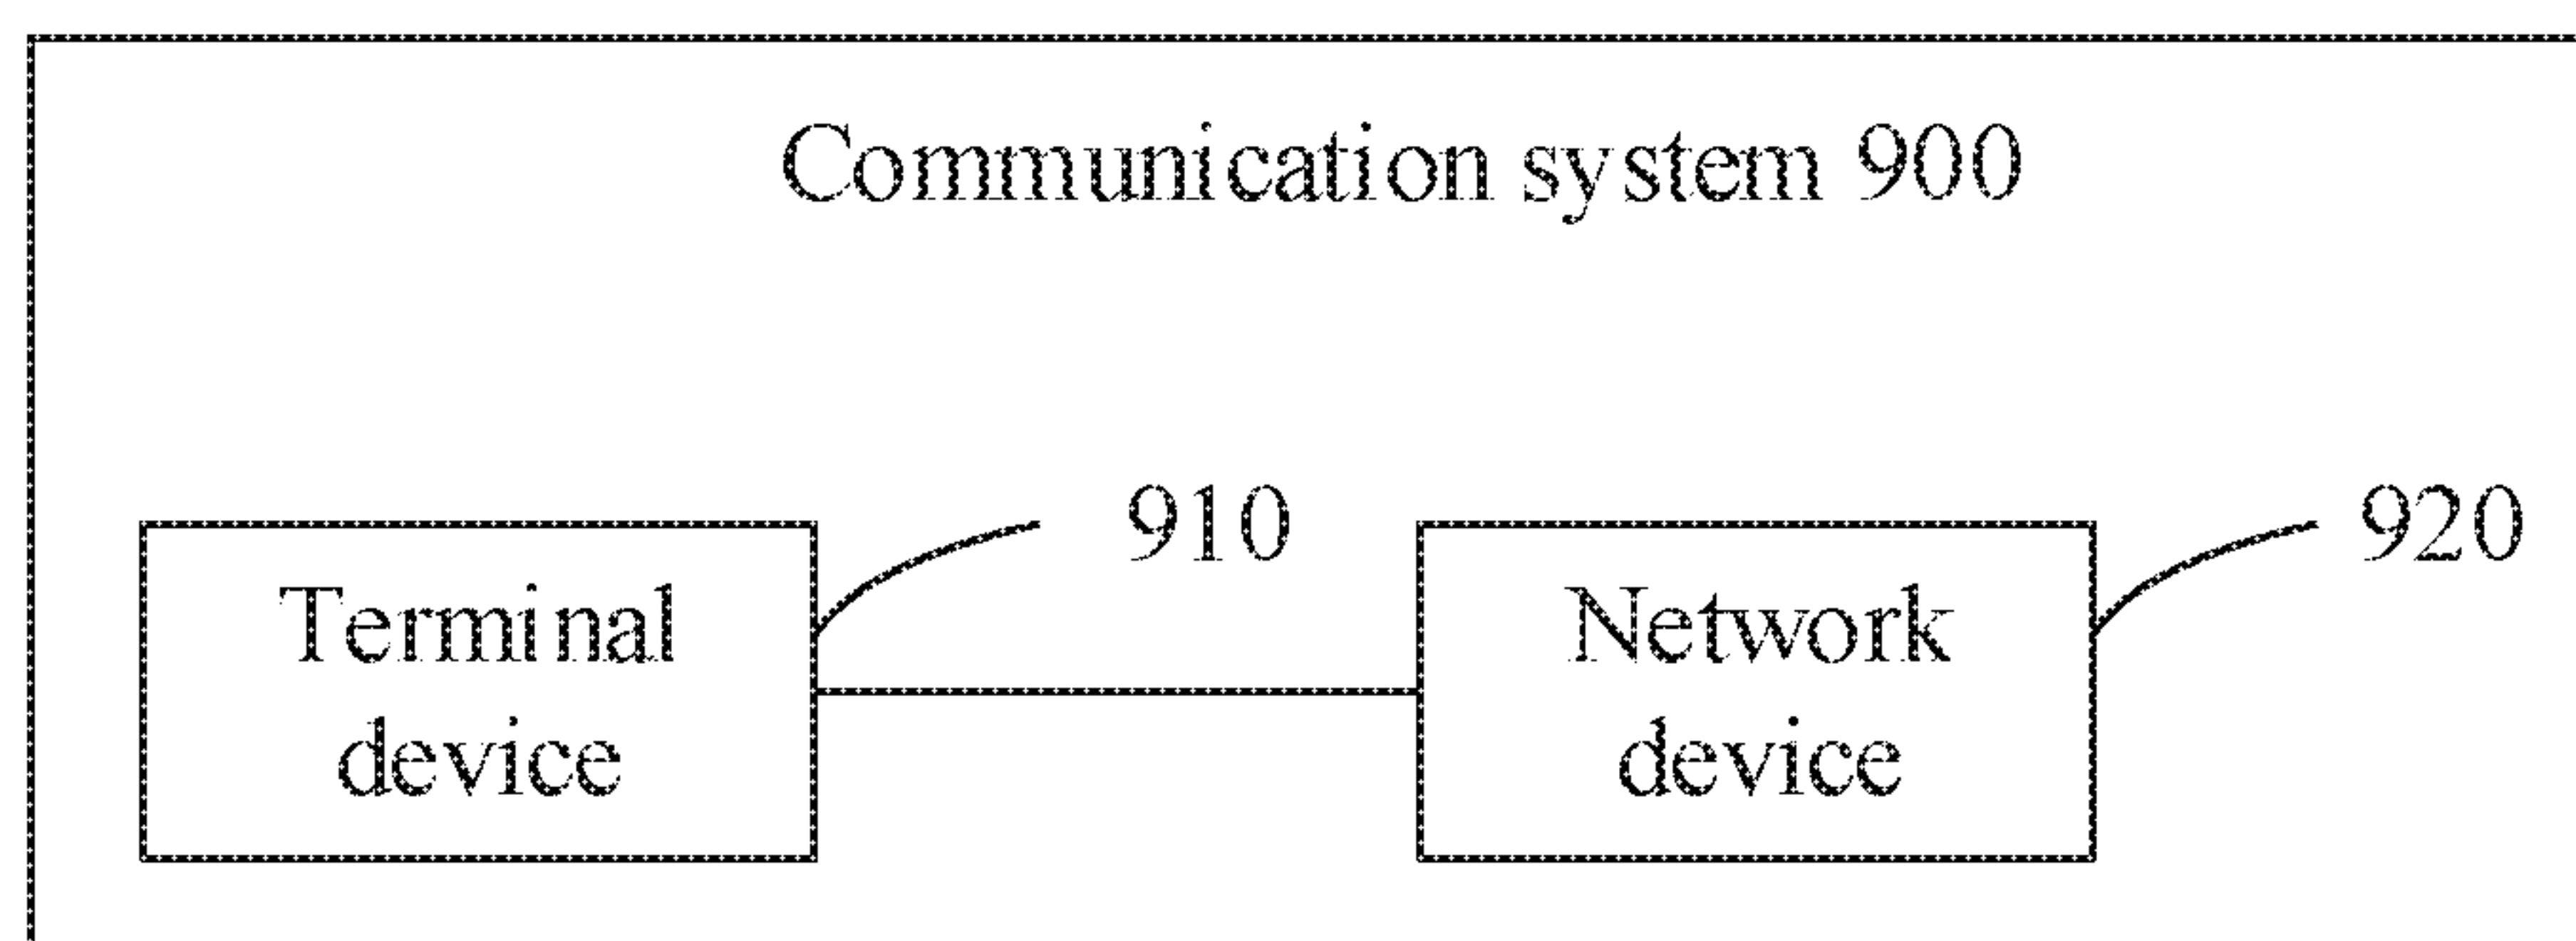 Communication system 900
910
920
Terminal
device
Network
device